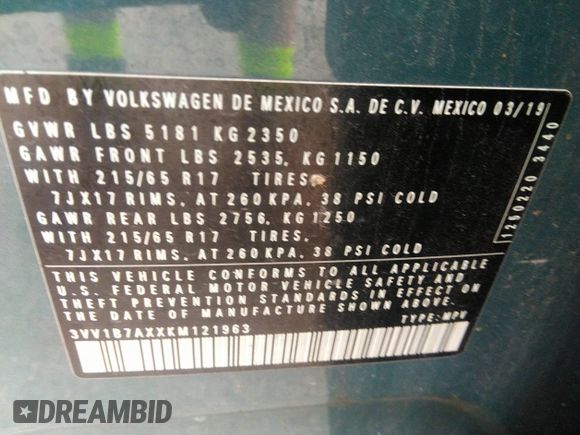 MFD BY VOLKSWAGEN DE MEXICO S.A. DE C.V. MEXICO 03/19
GVWR LBS 5181 KG 2350
GAWR FRONT LBS 2535, KG 1150
WITH 215/65 R17 TIRES,
7JX17 RIMS, AT 260 KPA, 38 PSI COLD
GAWR REAR LBS 2756, KG 1250
WITH 215/65 R17 TIRES,
7JX17 RIMS, AT 260 KPA, 38 PSI COLD
THIS VEHICLE CONFORMS TO ALL APPLICABLE
U.S. FEDERAL MOTOR VEHICLE SAFETY AND
THEFT PREVENTION STANDARDS IN EFFECT ON
THE DATE OF MANUFACTURE SHOWN ABOVE.
3VV1B7AXXKM121963 TYPE: MPV
1250220 3440
DREAMBID